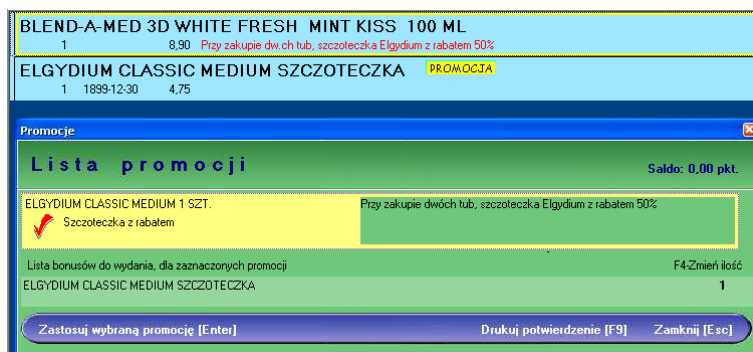 BLEND-A-MED 3D WHITE FRESH MINT KISS 100 ML
1 8,90 Przy zakupie dw.ch tub, szczoteczka Elgydium z rabatem 50%
ELGYDIUM CLASSIC MEDIUM SZCZOTECZKA PROMOCJA
1 1899-12-30 4,75
Promocje
Lista promocji Saldo: 0,00 pkt.
ELGYDIUM CLASSIC MEDIUM 1 SZT. Przy zakupie dwóch tub, szczoteczka Elgydium z rabatem 50%
Szczoteczka z rabatem
Lista bonusów do wydania, dla zaznaczonych promocji F4-Zmień ilość
ELGYDIUM CLASSIC MEDIUM SZCZOTECZKA 1
Zastosuj wybraną promocję [Enter] Drukuj potwierdzenie [F9] Zamknij [Esc]